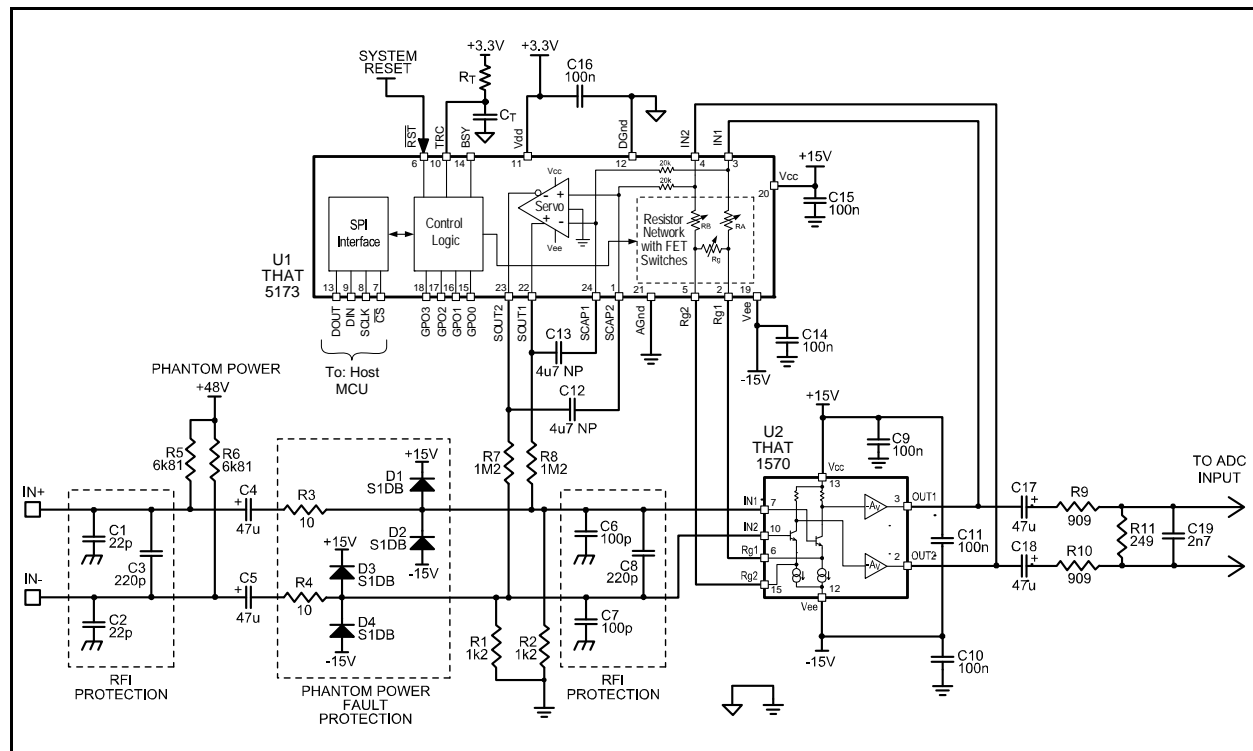 SYSTEM
RESET
+3.3V
RT
CT
+3.3V
C16
100n
RST
TRC
BSY
Vdd
DGnd
IN2
IN1
6
10
14
11
12
4
3
20k
20k
+15V
Vcc
20
C15
100n
SPI
Interface
Control
Logic
Vcc
Servo
- +
+ -
Vee
Resistor
Network
with FET
Switches
RB
RA
Rg
U1
THAT
5173
13
9
8
7
18
17
16
15
23
22
24
1
21
5
2
19
DOUT
DIN
SCLK
CS
GPO3
GPO2
GPO1
GPO0
SOUT2
SOUT1
SCAP1
SCAP2
AGnd
Rg2
Rg1
Vee
C14
100n
-15V
To: Host
MCU
C13
4u7 NP
C12
4u7 NP
PHANTOM POWER
+48V
R5
6k81
R6
6k81
R7
1M2
R8
1M2
+15V
D1
S1DB
D2
S1DB
-15V
+15V
D3
S1DB
D4
S1DB
-15V
IN+
IN-
C1
22p
C3
220p
C2
22p
C4
+
47u
C5
+
47u
R3
10
R4
10
R1
1k2
R2
1k2
C6
100p
C8
220p
C7
100p
RFI
PROTECTION
PHANTOM POWER
FAULT
PROTECTION
RFI
PROTECTION
U2
THAT
1570
+15V
C9
100n
Vcc
13
IN1
7
IN2
10
Rg1
6
Rg2
15
-Av
-Av
3
OUT1
2
OUT2
12
Vee
-15V
C11
100n
C10
100n
C17
+
47u
C18
+
47u
R9
909
R10
909
R11
249
C19
2n7
TO ADC
INPUT